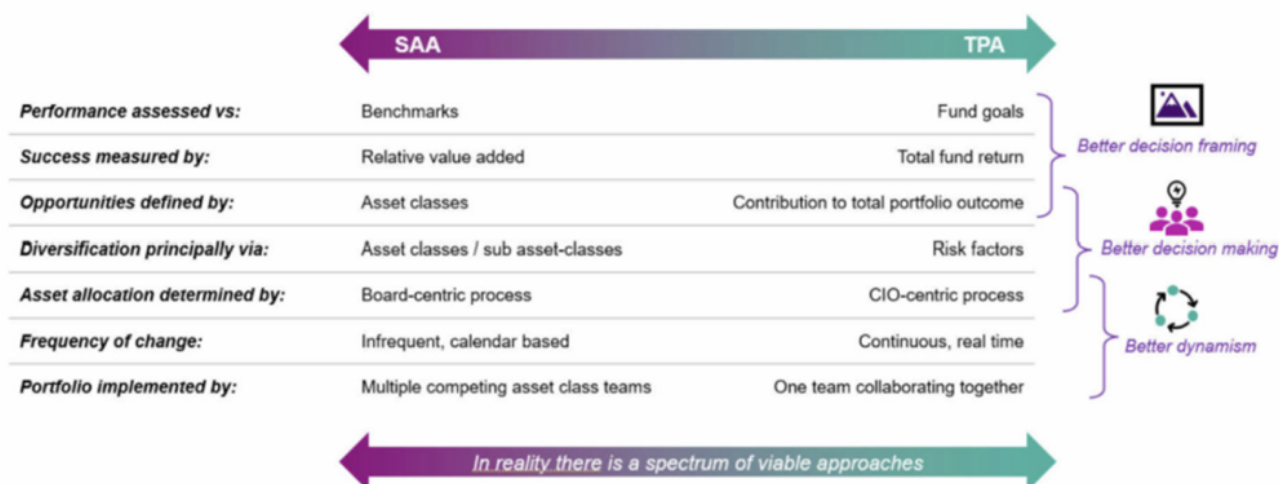 SAA TPA
Performance assessed vs: Benchmarks Fund goals
Better decision framing
Success measured by: Relative value added Total fund return
Opportunities defined by: Asset classes Contribution to total portfolio outcome
Diversification principally via: Asset classes / sub asset-classes Risk factors
Better decision making
Asset allocation determined by: Board-centric process CIO-centric process
Frequency of change: Infrequent, calendar based Continuous, real time
Better dynamism
Portfolio implemented by: Multiple competing asset class teams One team collaborating together
In reality there is a spectrum of viable approaches